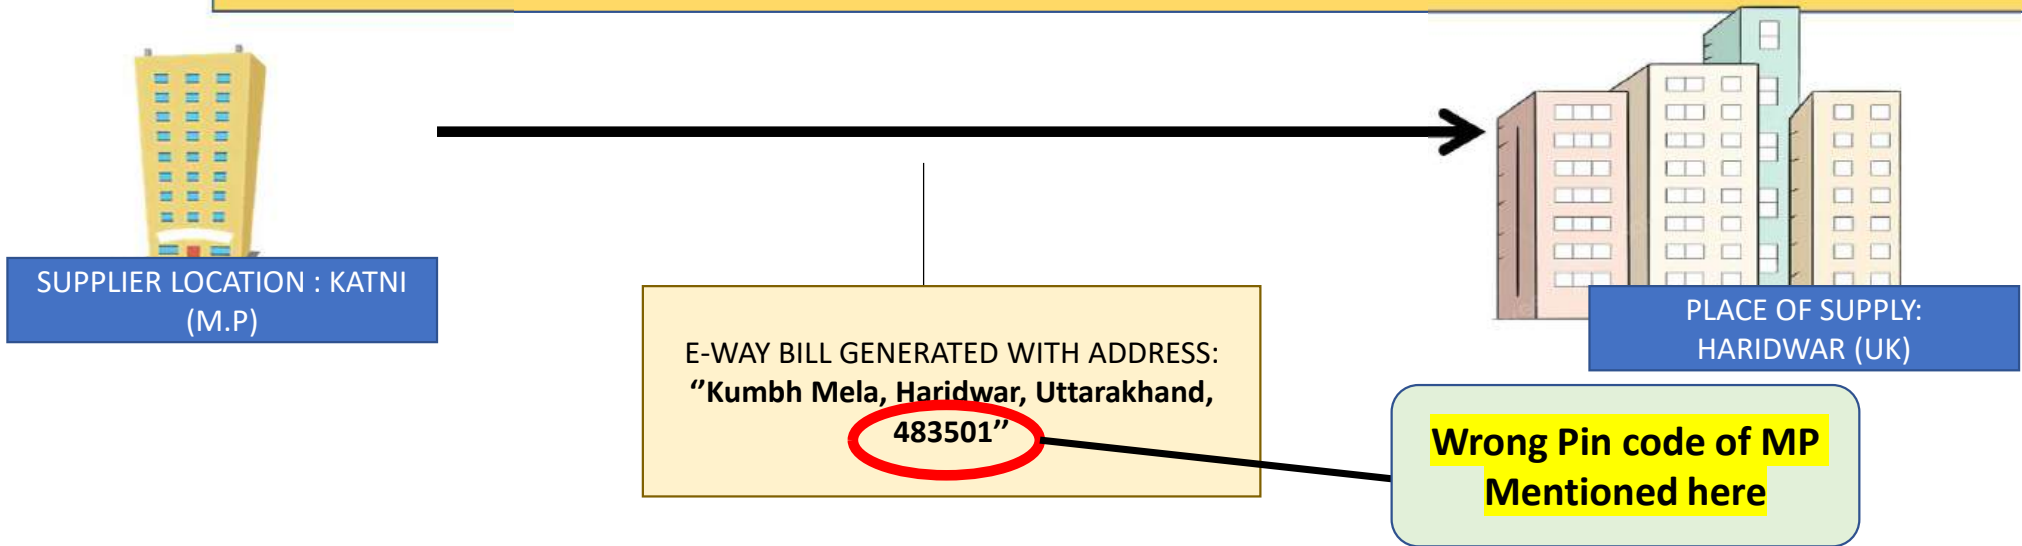 SUPPLIER LOCATION : KATNI
(M.P)
E-WAY BILL GENERATED WITH ADDRESS:
‘’Kumbh Mela, Haridwar, Uttarakhand,
483501’’
PLACE OF SUPPLY:
HARIDWAR (UK)
Wrong Pin code of MP
Mentioned here